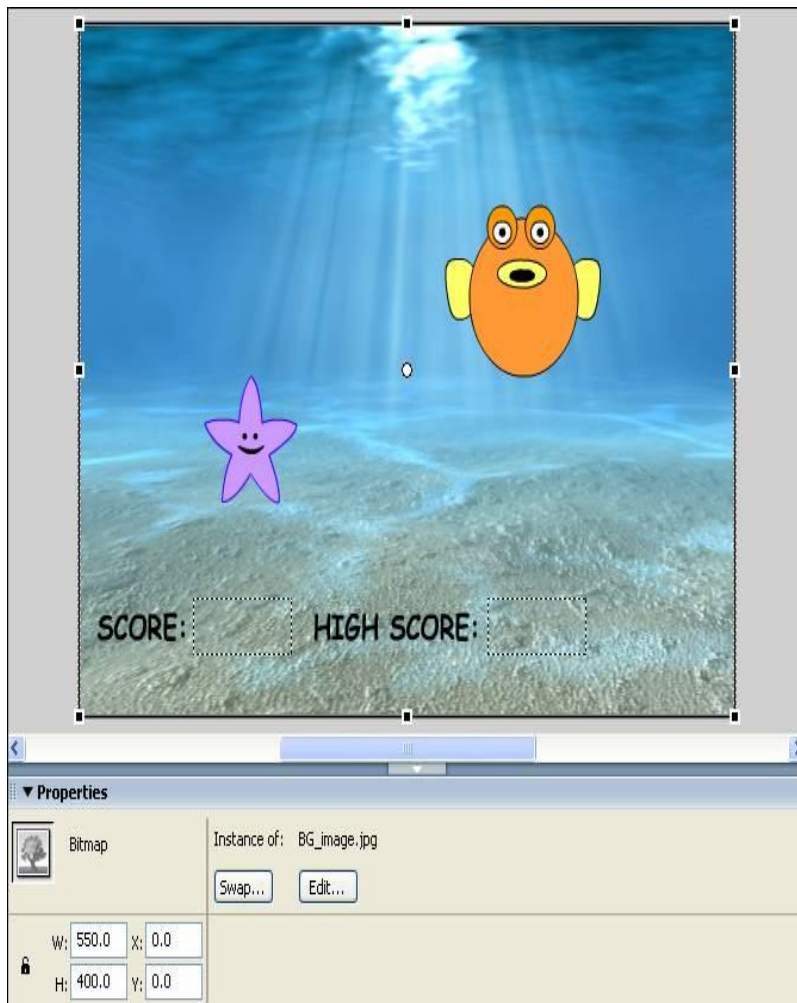 SCORE: HIGH SCORE:
Properties
Bitmap
Instance of: BG_image.jpg
Swap... Edit...
W: 550.0 X: 0.0
H: 400.0 Y: 0.0